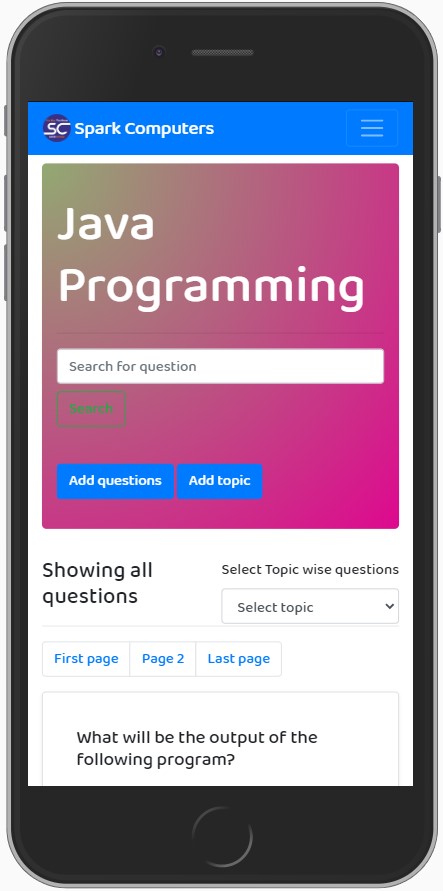 SC Spark Computers
Java
Programming
Search for question
Search
Add questions Add topic
Showing all
questions
Select Topic wise questions
Select topic
First page Page 2 Last page
What will be the output of the
following program?